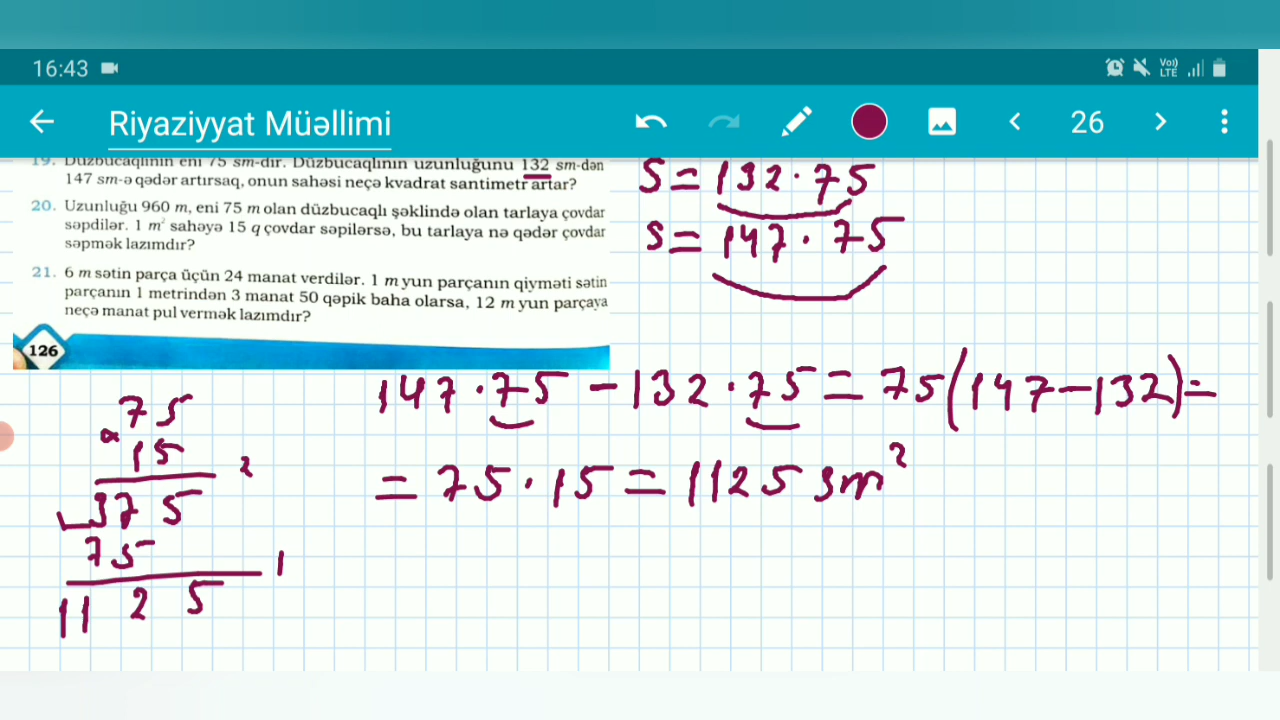 16:43
Vo)) LTE
Riyaziyyat Müəllimi
26
19. Düzbucaqlının eni 75 sm-dir. Düzbucaqlının uzunluğunu 132 sm-dən
147 sm-ə qədər artırsaq, onun sahəsi neçə kvadrat santimetr artar?
20. Uzunluğu 960 m, eni 75 m olan düzbucaqlı şəklində olan tarlaya çovdar
səpdilər. 1 m² sahəyə 15 q çovdar səpilərsə, bu tarlaya nə qədər çovdar
səpmək lazımdır?
21. 6 m sətin parça üçün 24 manat verdilər. 1 m yun parçanın qiyməti sətin
parçanın 1 metrindən 3 manat 50 qəpik baha olarsa, 12 m yun parçaya
neçə manat pul vermək lazımdır?
126
S = 132 · 75
S = 147 · 75
147 · 75 − 132 · 75 = 75(147 − 132) =
= 75 · 15 = 1125 sm²
75
15
2
375
75
1
1125